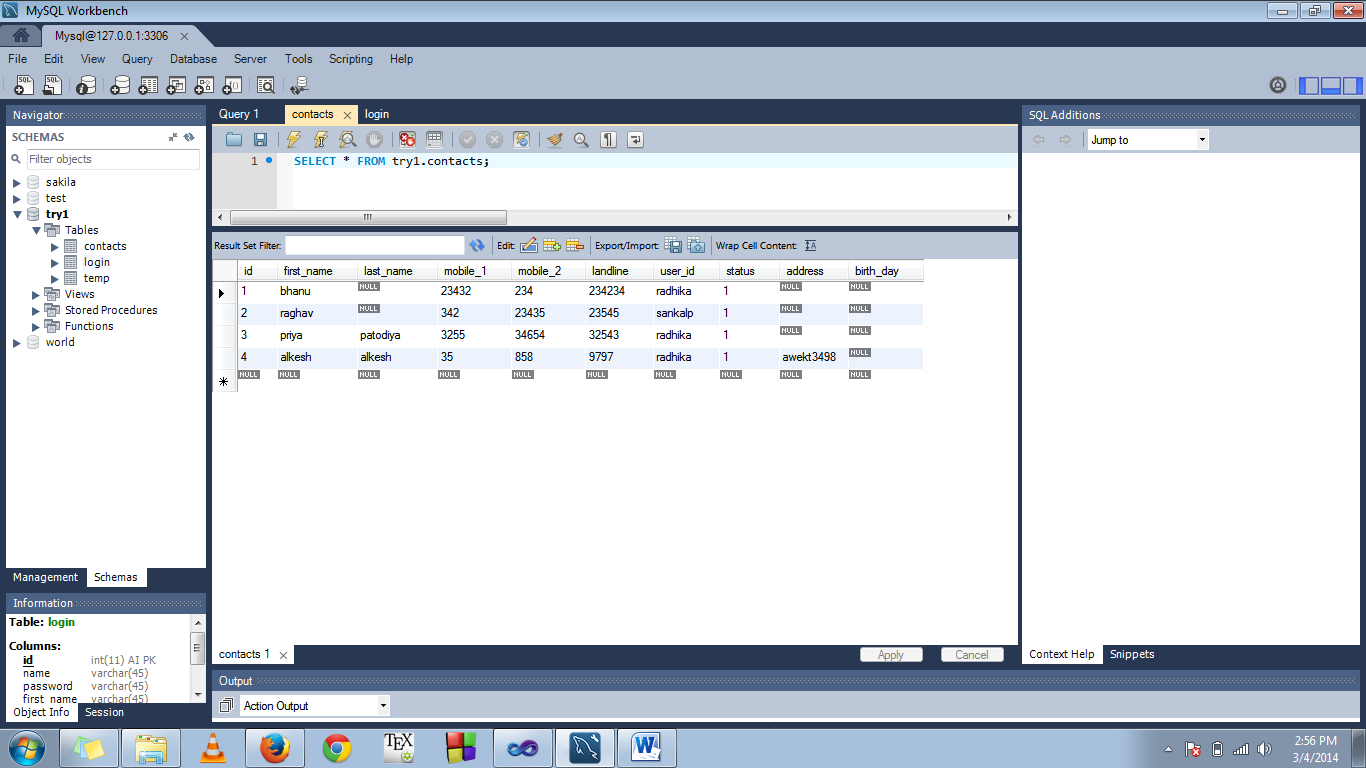 MySQL Workbench
Mysql@127.0.0.1:3306
File Edit View Query Database Server Tools Scripting Help
Navigator
SCHEMAS
Filter objects
sakila
test
try1
Tables
contacts
login
temp
Views
Stored Procedures
Functions
world
Management Schemas
Information
Table: login
Columns:
id int(11) AI PK
name varchar(45)
password varchar(45)
first_name varchar(45)
Object Info Session
Query 1 contacts login
1 SELECT * FROM try1.contacts;
Result Set Filter: Edit: Export/Import: Wrap Cell Content:
id first_name last_name mobile_1 mobile_2 landline user_id status address birth_day
1 bhanu NULL 23432 234 234234 radhika 1 NULL NULL
2 raghav NULL 342 23435 23545 sankalp 1 NULL NULL
3 priya patodiya 3255 34654 32543 radhika 1 NULL NULL
4 alkesh alkesh 35 858 9797 radhika 1 awekt3498 NULL
NULL NULL NULL NULL NULL NULL NULL NULL NULL NULL
contacts 1 Apply Cancel
Output
Action Output
SQL Additions
Jump to
Context Help Snippets
2:56 PM
3/4/2014